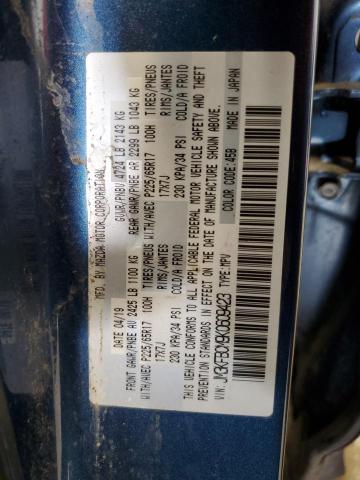 MFD. BY MAZDA MOTOR CORPORATION
DATE 04/19 GVWR/PNBV 4724 LB 2143 KG
FRONT GAWR/PNBE AV 2425 LB 1100 KG REAR GAWR/PNBE AR 2299 LB 1043 KG
WITH/AVEC P225/65R17 100H TIRES/PNEUS WITH/AVEC P225/65R17 100H TIRES/PNEUS
17X7J RIMS/JANTES 17X7J RIMS/JANTES
230 KPA/34 PSI COLD/A FROID 230 KPA/34 PSI COLD/A FROID
THIS VEHICLE CONFORMS TO ALL APPLICABLE FEDERAL MOTOR VEHICLE SAFETY AND THEFT
PREVENTION STANDARDS IN EFFECT ON THE DATE OF MANUFACTURE SHOWN ABOVE.
VIN: TYPE:MPV COLOR CODE:45B MADE IN JAPAN